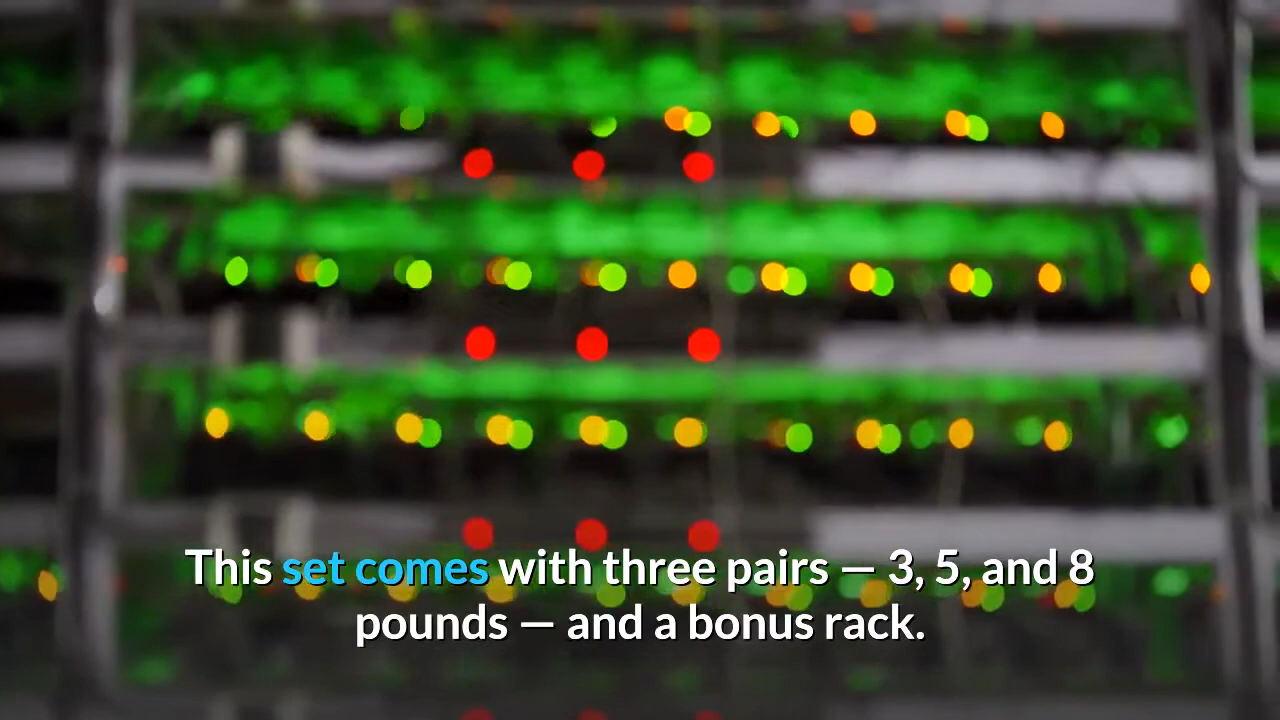 This set comes with three pairs — 3, 5, and 8
pounds — and a bonus rack.